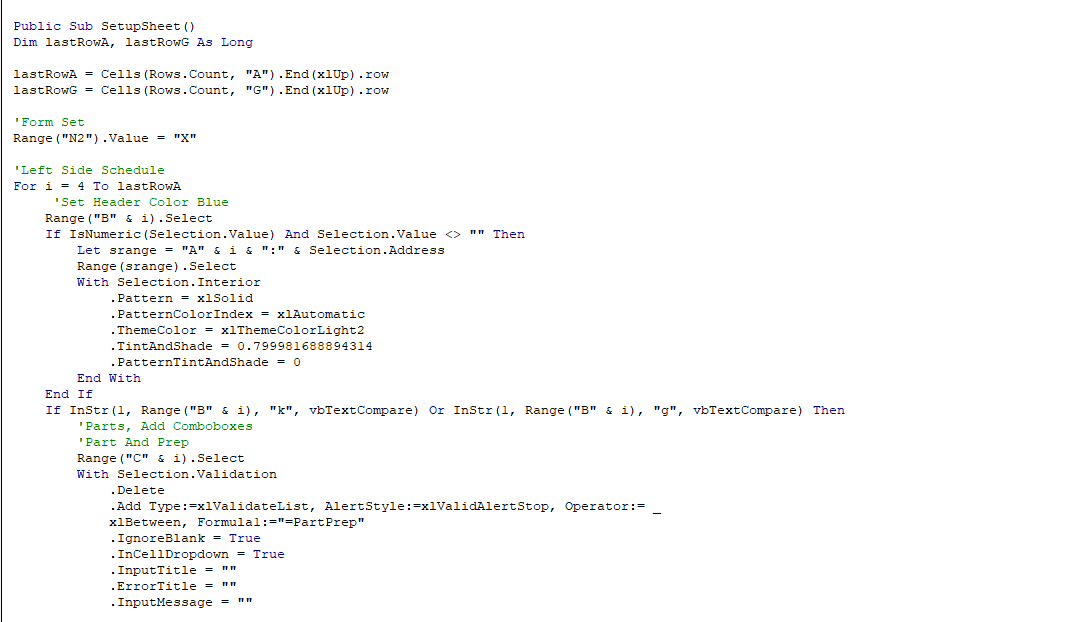 Public Sub SetupSheet()
Dim lastRowA, lastRowG As Long
lastRowA = Cells(Rows.Count, "A").End(xlUp).row
lastRowG = Cells(Rows.Count, "G").End(xlUp).row
'Form Set
Range("N2").Value = "X"
'Left Side Schedule
For i = 4 To lastRowA
'Set Header Color Blue
Range("B" & i).Select
If IsNumeric(Selection.Value) And Selection.Value <> "" Then
Let srange = "A" & i & ":" & Selection.Address
Range(srange).Select
With Selection.Interior
.Pattern = xlSolid
.PatternColorIndex = xlAutomatic
.ThemeColor = xlThemeColorLight2
.TintAndShade = 0.799981688894314
.PatternTintAndShade = 0
End With
End If
If InStr(1, Range("B" & i), "k", vbTextCompare) Or InStr(1, Range("B" & i), "g", vbTextCompare) Then
'Parts, Add Comboboxes
'Part And Prep
Range("C" & i).Select
With Selection.Validation
.Delete
.Add Type:=xlValidateList, AlertStyle:=xlValidAlertStop, Operator:= _
xlBetween, Formula1:="=PartPrep"
.IgnoreBlank = True
.InCellDropdown = True
.InputTitle = ""
.ErrorTitle = ""
.InputMessage = ""